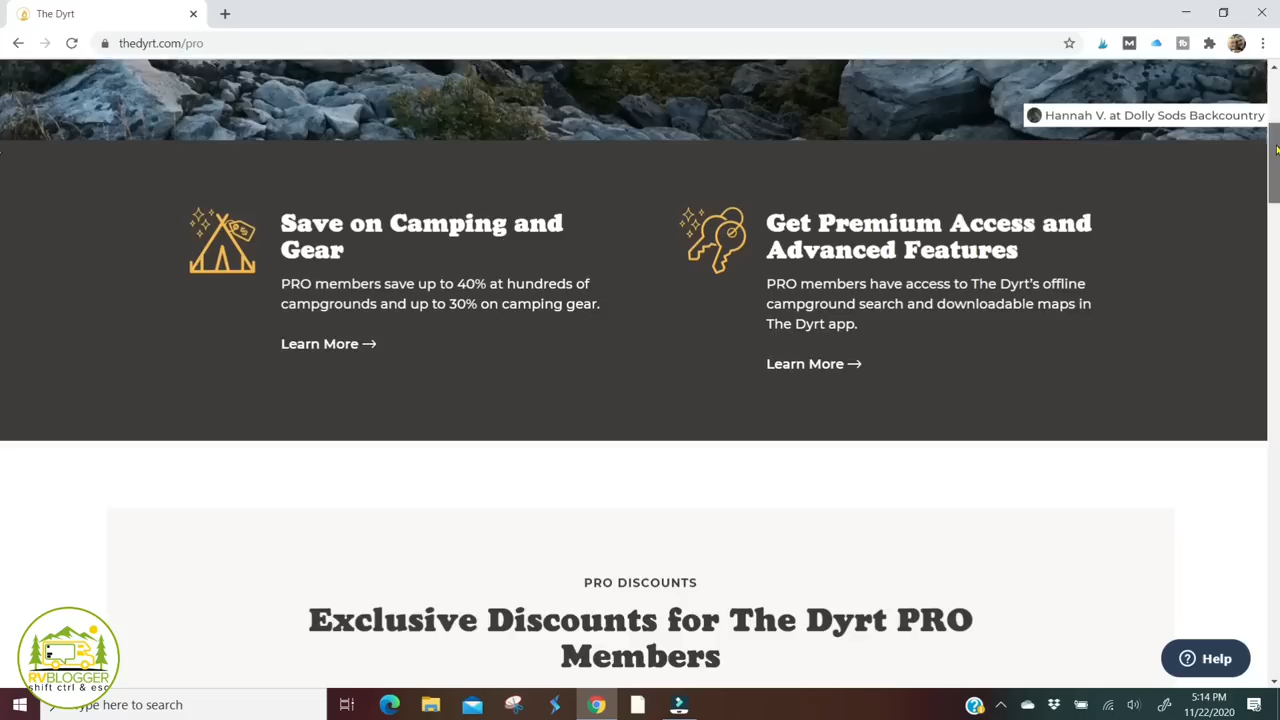 The Dyrt
thedyrt.com/pro
Hannah V. at Dolly Sods Backcountry
Save on Camping and
Gear
PRO members save up to 40% at hundreds of
campgrounds and up to 30% on camping gear.
Learn More →
Get Premium Access and
Advanced Features
PRO members have access to The Dyrt's offline
campground search and downloadable maps in
The Dyrt app.
Learn More →
PRO DISCOUNTS
Exclusive Discounts for The Dyrt PRO
Members
Help
RVBLOGGER
shift ctrl & esc
ype here to search
5:14 PM
11/22/2020